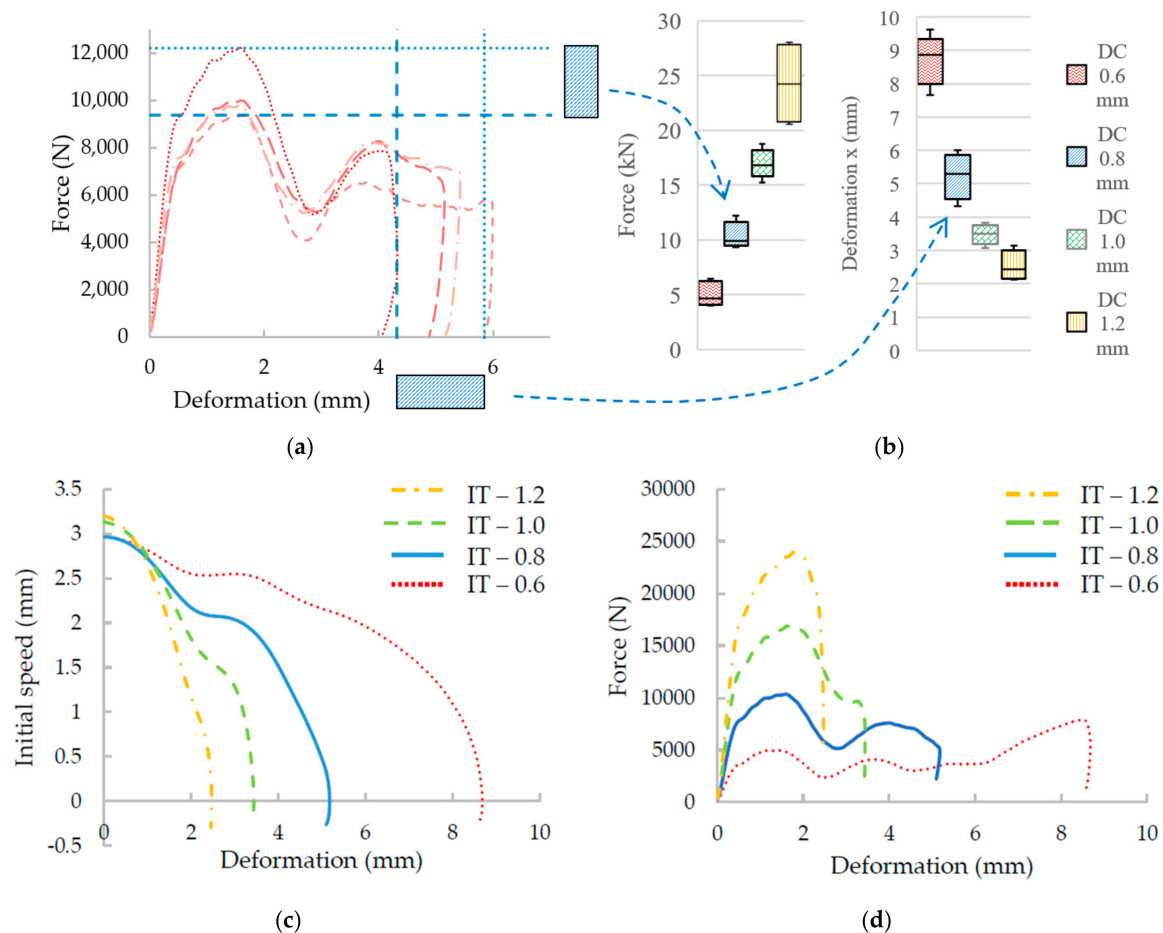 12,000
10,000
8,000
6,000
4,000
2,000
0
Force (N)
0 2 4 6
Deformation (mm)
(a)
30
25
20
15
10
5
0
Force (kN)
10
9
8
7
6
5
4
3
2
1
0
Deformation x (mm)
DC
0.6
mm
DC
0.8
mm
DC
1.0
mm
DC
1.2
mm
(b)
3.5
3
2.5
2
1.5
1
0.5
0
-0.5
Initial speed (mm)
IT – 1.2
IT – 1.0
IT – 0.8
IT – 0.6
0 2 4 6 8 10
Deformation (mm)
(c)
30000
25000
20000
15000
10000
5000
0
Force (N)
IT – 1.2
IT – 1.0
IT – 0.8
IT – 0.6
0 2 4 6 8 10
Deformation (mm)
(d)